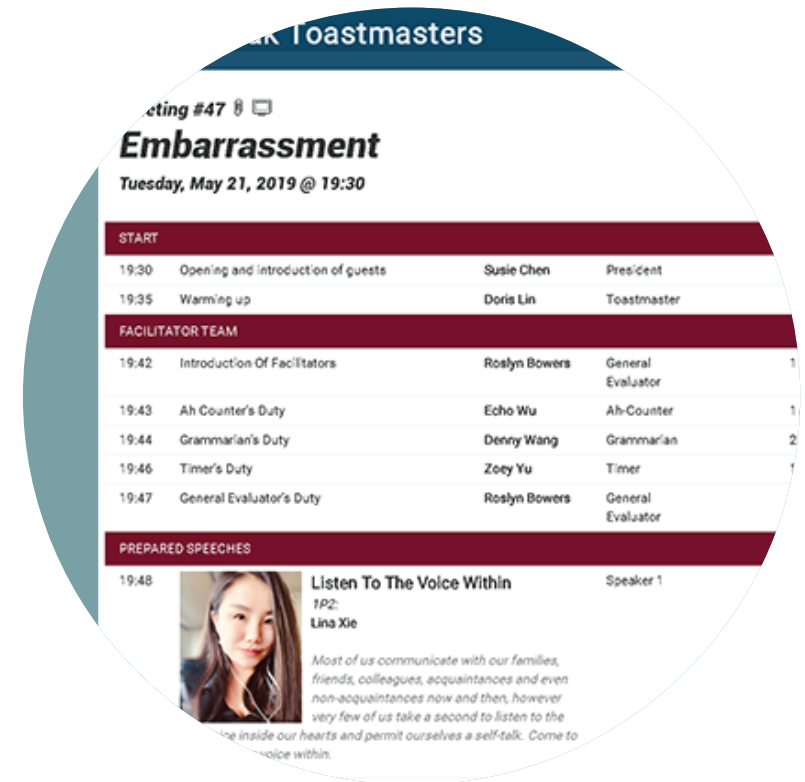 Toastmasters
Meeting #47
Embarrassment
Tuesday, May 21, 2019 @ 19:30
START
19:30 Opening and introduction of guests Susie Chen President
19:35 Warming up Doris Lin Toastmaster
FACILITATOR TEAM
19:42 Introduction Of Facilitators Roslyn Bowers General 1
Evaluator
19:43 Ah Counter's Duty Echo Wu Ah-Counter 1
19:44 Grammarian's Duty Denny Wang Grammarian 2
19:46 Timer's Duty Zoey Yu Timer 1
19:47 General Evaluator's Duty Roslyn Bowers General
Evaluator
PREPARED SPEECHES
19:48 Listen To The Voice Within Speaker 1
1P2:
Lina Xie
Most of us communicate with our families,
friends, colleagues, acquaintances and even
non-acquaintances now and then, however
very few of us take a second to listen to the
inside our hearts and permit ourselves a self-talk. Come to
voice within.